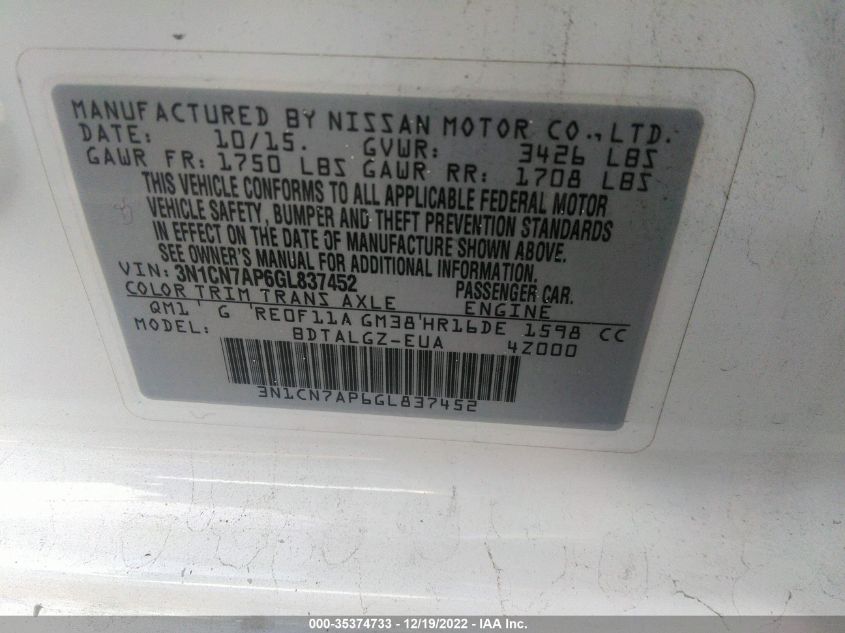 MANUFACTURED BY NISSAN MOTOR CO., LTD.
DATE: 10/15. GVWR: 3426 LBS
GAWR FR: 1750 LBS GAWR RR: 1708 LBS
THIS VEHICLE CONFORMS TO ALL APPLICABLE FEDERAL MOTOR
VEHICLE SAFETY, BUMPER AND THEFT PREVENTION STANDARDS
IN EFFECT ON THE DATE OF MANUFACTURE SHOWN ABOVE.
SEE OWNER'S MANUAL FOR ADDITIONAL INFORMATION.
VIN: 3N1CN7AP6GL837452 PASSENGER CAR.
COLOR TRIM TRANS AXLE ENGINE
QM1' G 'RE0F11A GM38'HR16DE 1598 CC
MODEL: BDTALGZ-EUA 4Z000
3N1CN7AP6GL837452
000-35374733 - 12/19/2022 - IAA Inc.